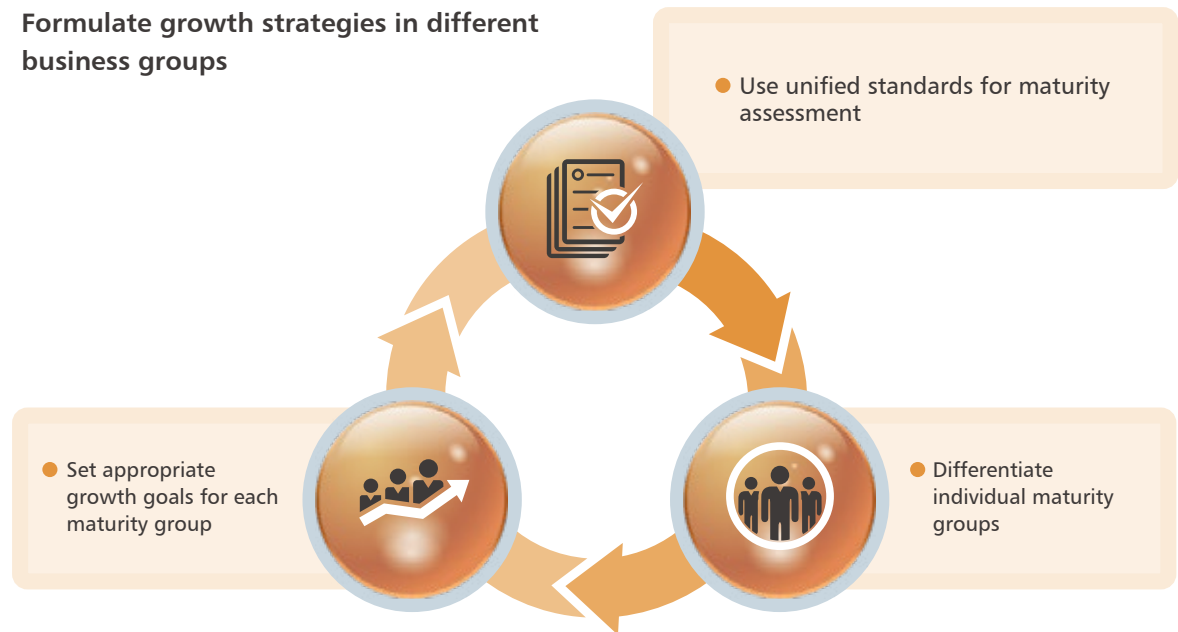 Formulate growth strategies in different
business groups
● Use unified standards for maturity
assessment
● Differentiate
individual maturity
groups
● Set appropriate
growth goals for each
maturity group